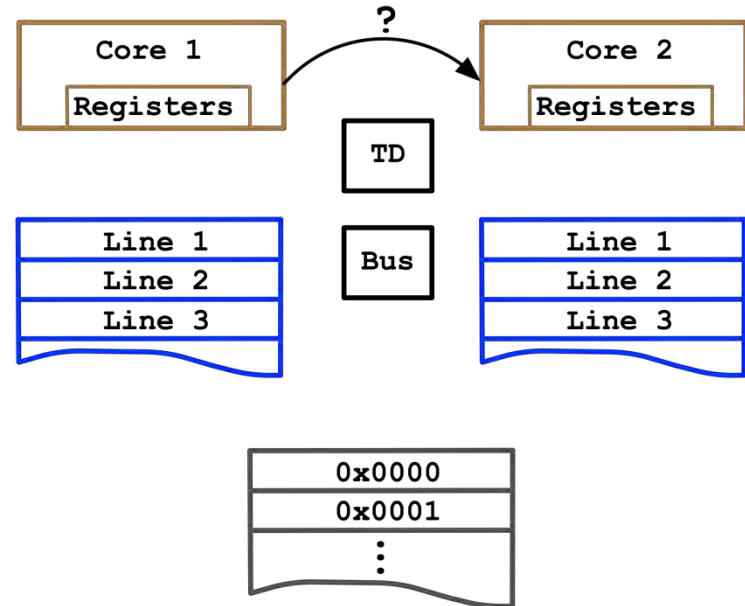 ?
Core 1
Core 2
Registers
Registers
TD
Line 1
Bus
Line 1
Line 2
Line 2
Line 3
Line 3
0x0000
0x0001
⋮